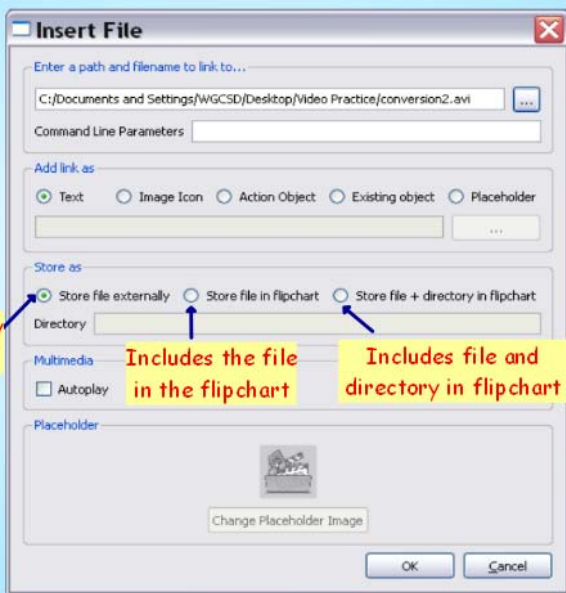 Insert File
Enter a path and filename to link to...
C:/Documents and Settings/WGCSD/Desktop/Video Practice/conversion2.avi
...
Command Line Parameters
Add link as
Text Image Icon Action Object Existing object Placeholder
...
Store as
Store file externally Store file in flipchart Store file + directory in flipchart
Directory
Includes the file
in the flipchart
Includes file and
directory in flipchart
Multimedia
Autoplay
Placeholder
Change Placeholder Image
OK Cancel